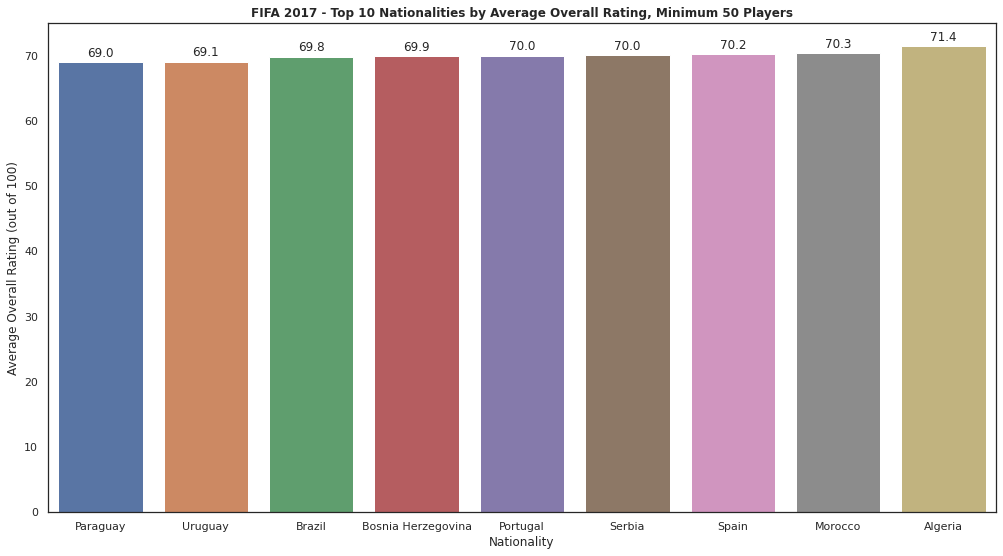 FIFA 2017 - Top 10 Nationalities by Average Overall Rating, Minimum 50 Players
69.0 69.1 69.8 69.9 70.0 70.0 70.2 70.3 71.4
Average Overall Rating (out of 100)
70
60
50
40
30
20
10
0
Paraguay Uruguay Brazil Bosnia Herzegovina Portugal Serbia Spain Morocco Algeria
Nationality